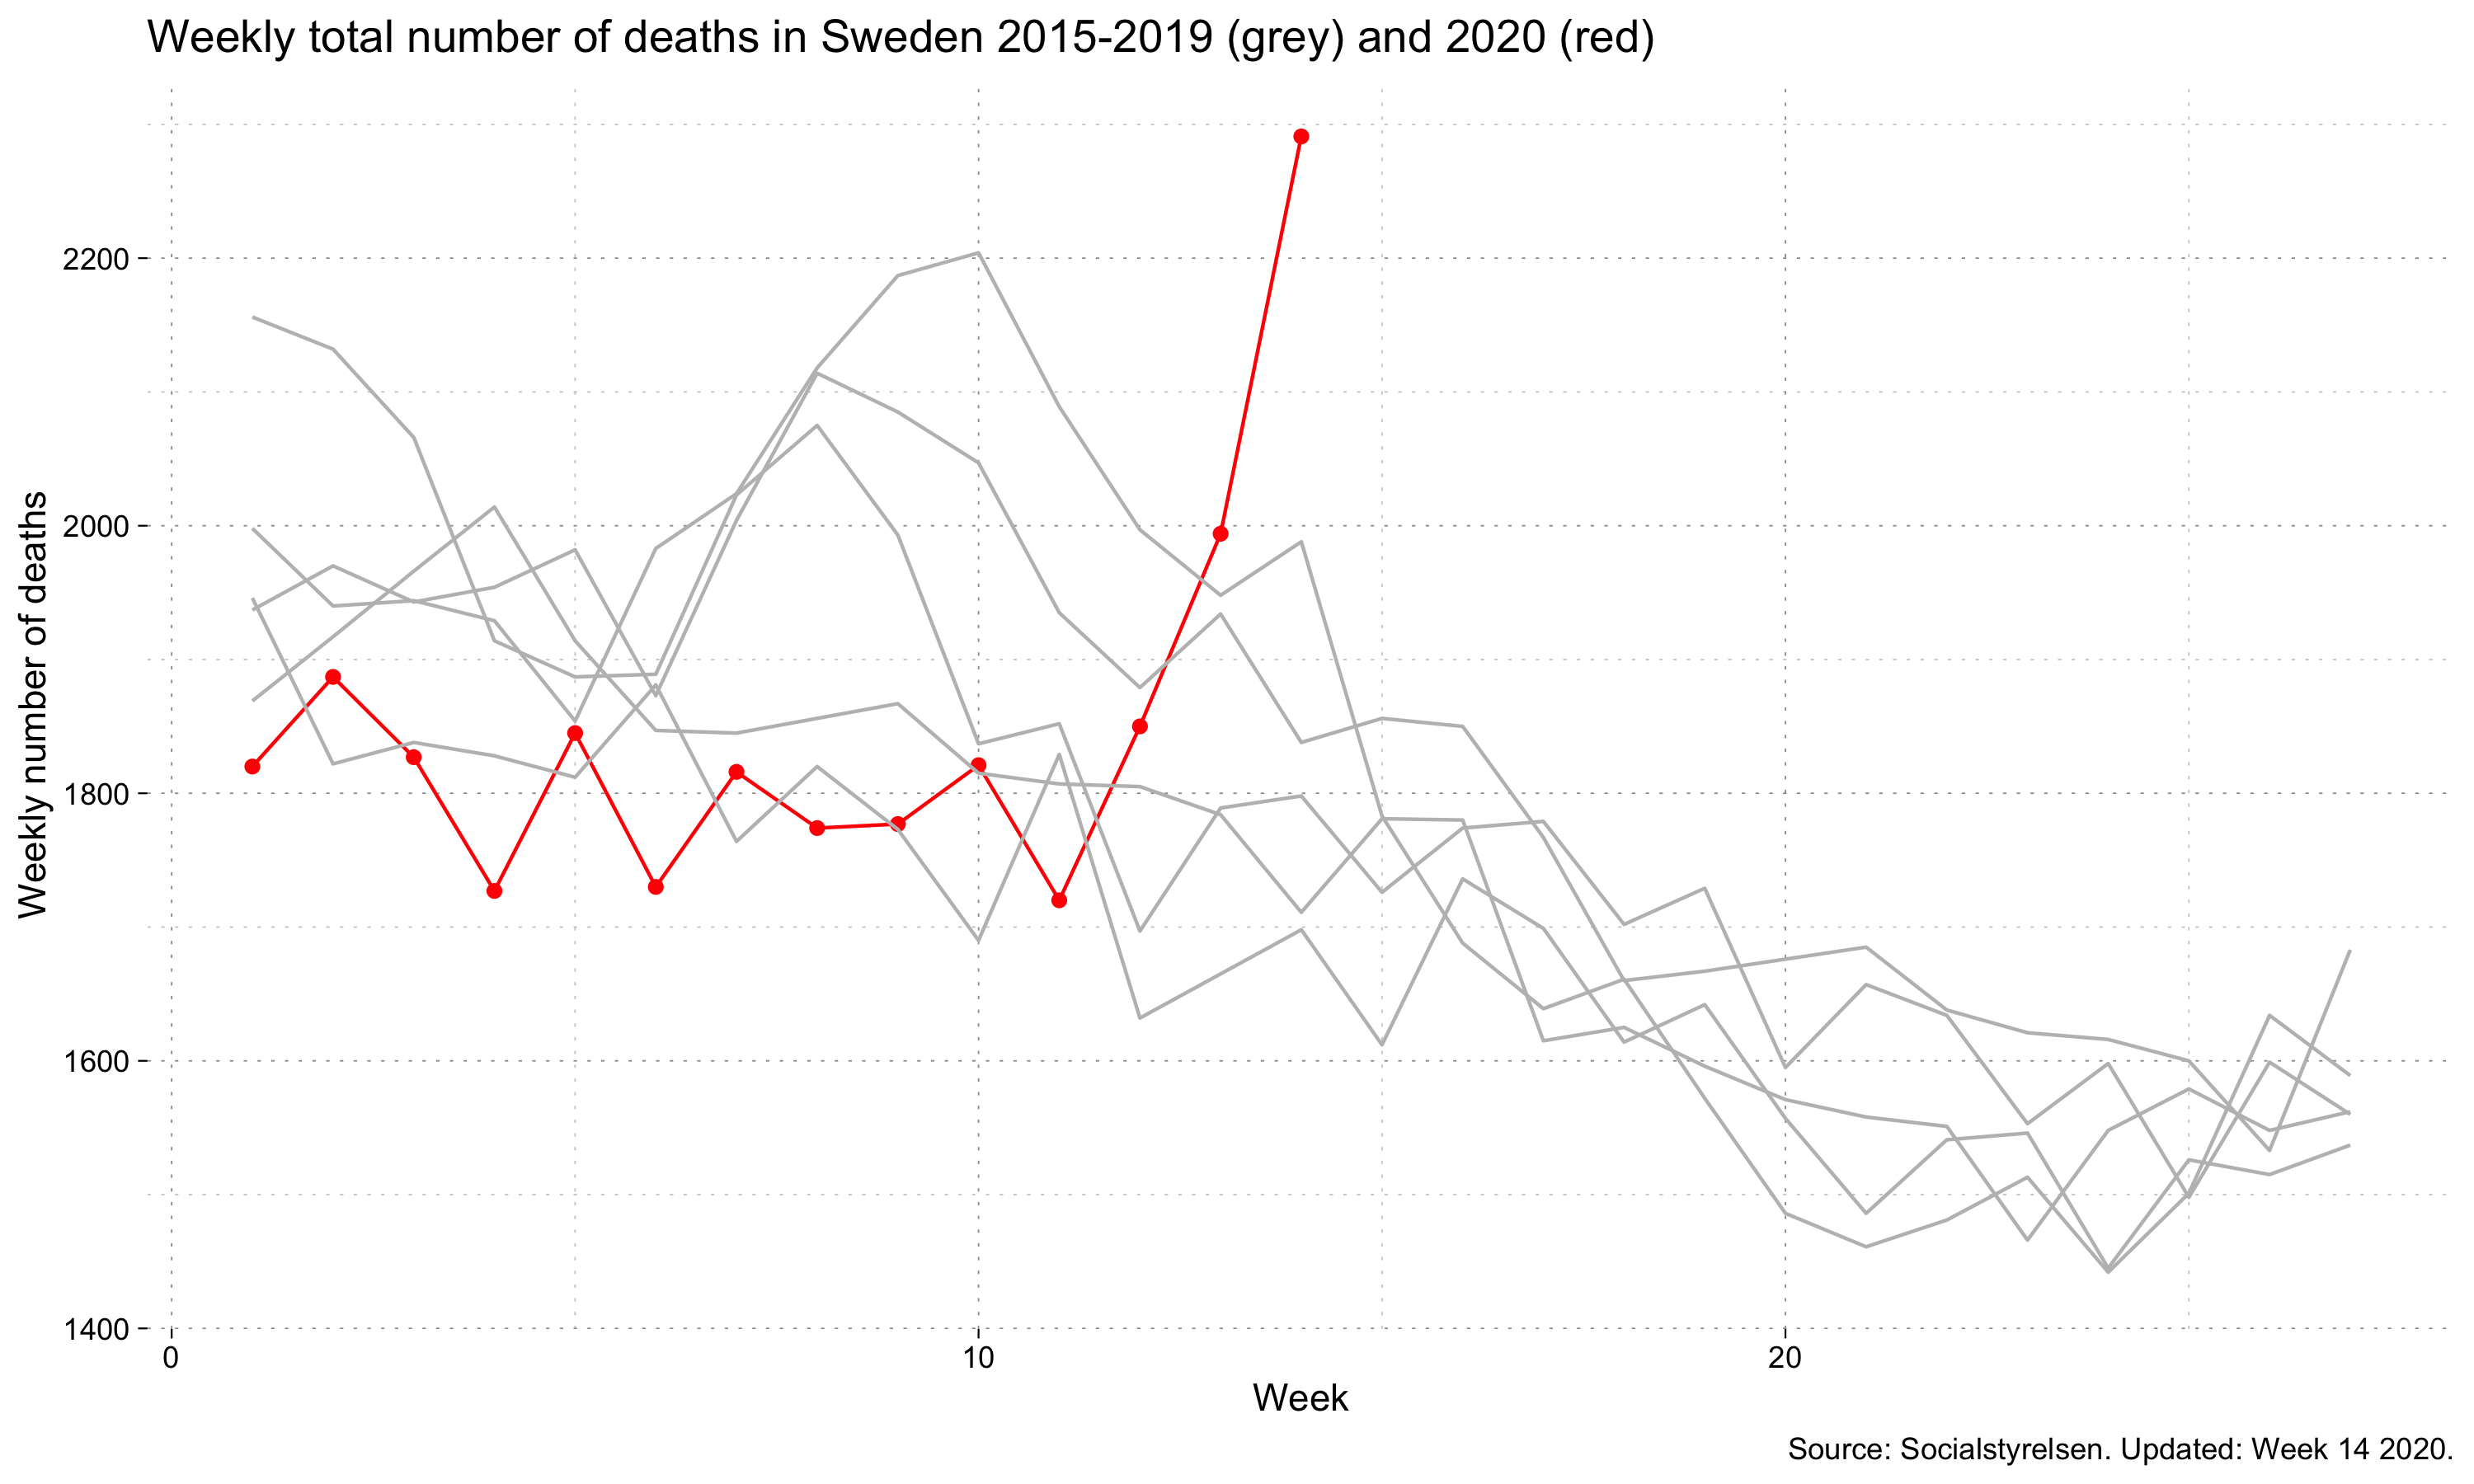 Weekly total number of deaths in Sweden 2015-2019 (grey) and 2020 (red)
Weekly number of deaths
2200
2000
1800
1600
1400
0 10 20
Week
Source: Socialstyrelsen. Updated: Week 14 2020.